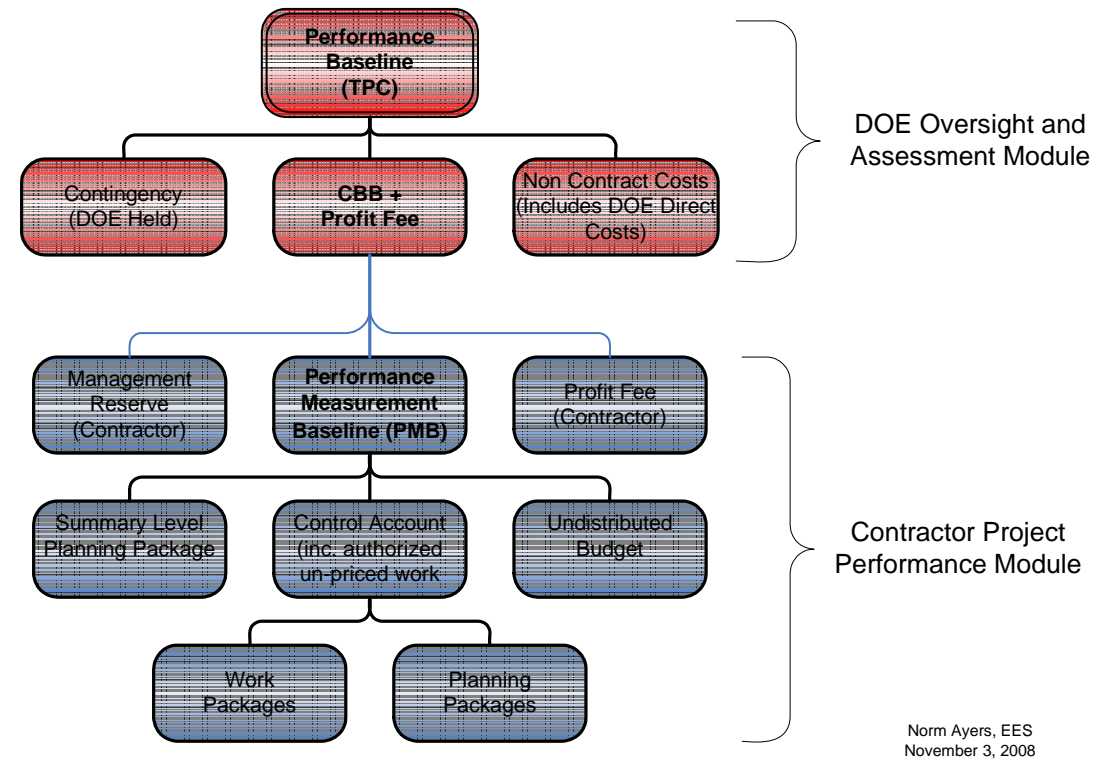 Performance
Baseline
(TPC)
DOE Oversight and
Assessment Module
Contingency
(DOE Held)
CBB +
Profit Fee
Non Contract Costs
(Includes DOE Direct
Costs)
Management
Reserve
(Contractor)
Performance
Measurement
Baseline (PMB)
Profit Fee
(Contractor)
Summary Level
Planning Package
Control Account
(inc. authorized
un-priced work
Undistributed
Budget
Contractor Project
Performance Module
Work
Packages
Planning
Packages
Norm Ayers, EES
November 3, 2008